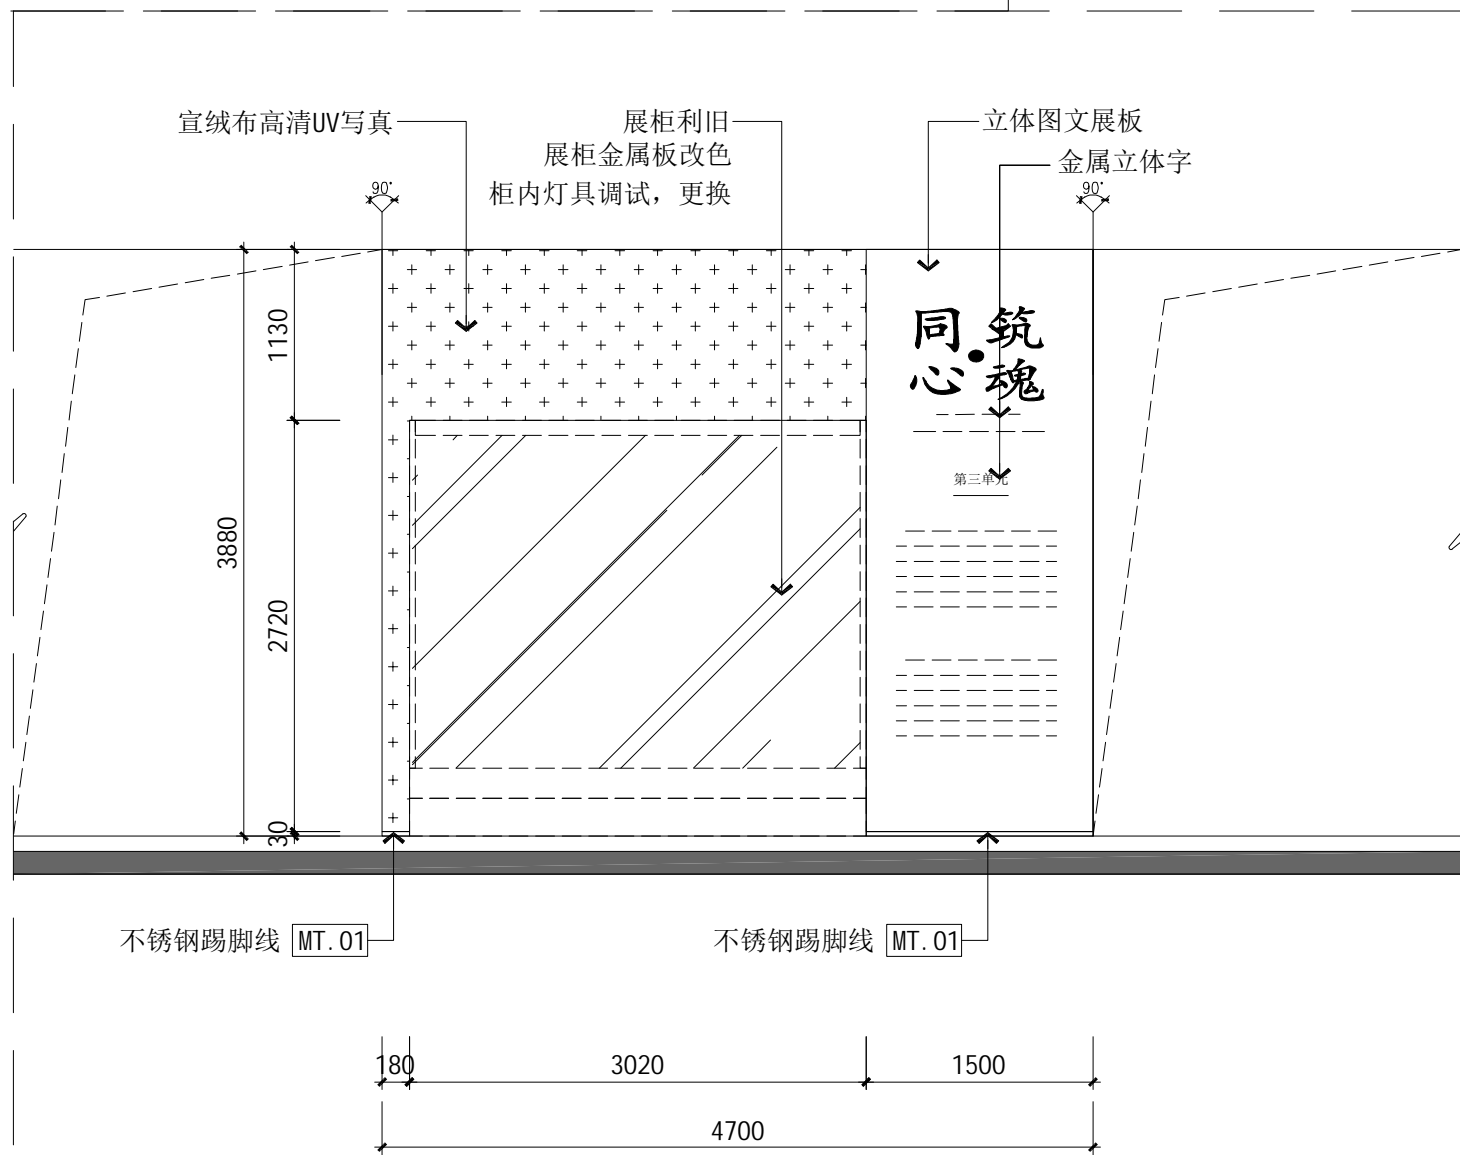 宣绒布高清UV写真
展柜利旧
展柜金属板改色
柜内灯具调试，更换
立体图文展板
金属立体字
90°
90°
同心·筑魂
第三单元
1130
3880
2720
30
不锈钢踢脚线 MT.01
不锈钢踢脚线 MT.01
180
3020
1500
4700